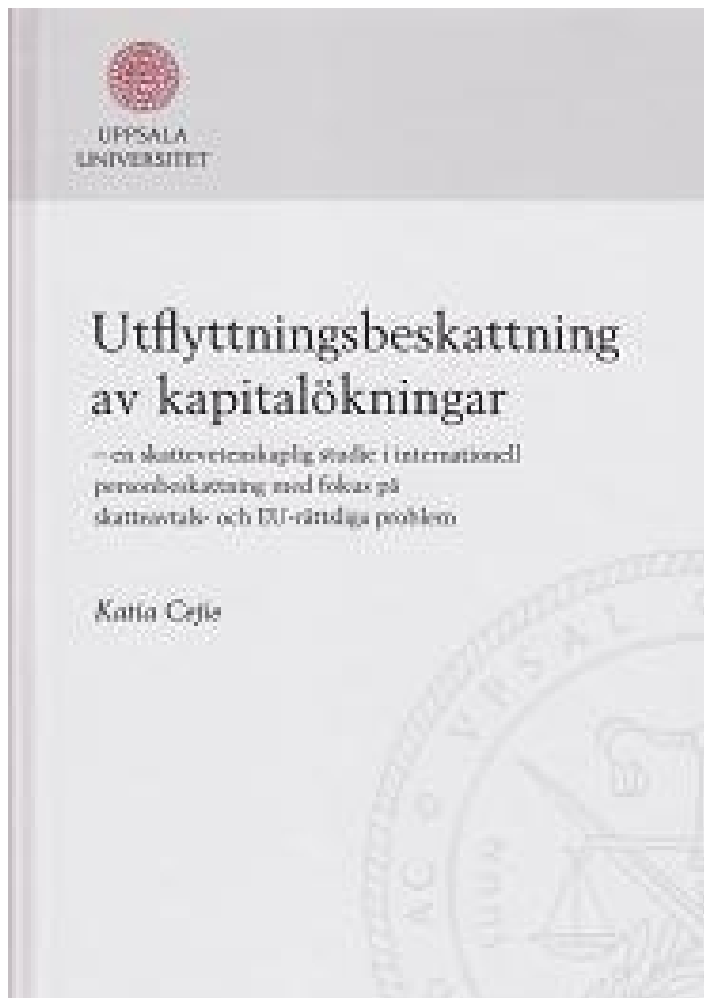 UPPSALA
UNIVERSITET
Utflyttningsbeskattning
av kapitalökningar
– en skattevetenskaplig studie i internationell
personbeskattning med fokus på
skatteavtals- och EU-rättsliga problem
Katia Cejie